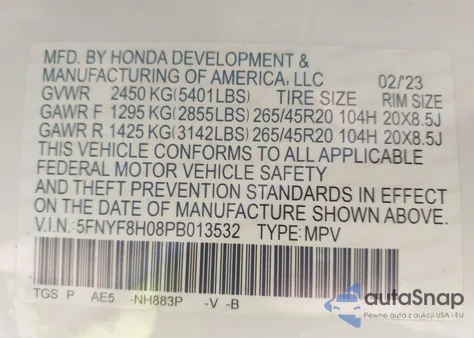 MFD. BY HONDA DEVELOPMENT &
MANUFACTURING OF AMERICA, LLC 02/'23
GVWR 2450 KG(5401LBS) TIRE SIZE RIM SIZE
GAWR F 1295 KG(2855LBS) 265/45R20 104H 20X8.5J
GAWR R 1425 KG(3142LBS) 265/45R20 104H 20X8.5J
THIS VEHICLE CONFORMS TO ALL APPLICABLE
FEDERAL MOTOR VEHICLE SAFETY
AND THEFT PREVENTION STANDARDS IN EFFECT
ON THE DATE OF MANUFACTURE SHOWN ABOVE.
V.I.N.: 5FNYF8H08PB013532 TYPE: MPV
TGS P AE5 -NH883P -V -B
autaSnap
Pewne auta z aukcji USA i EU